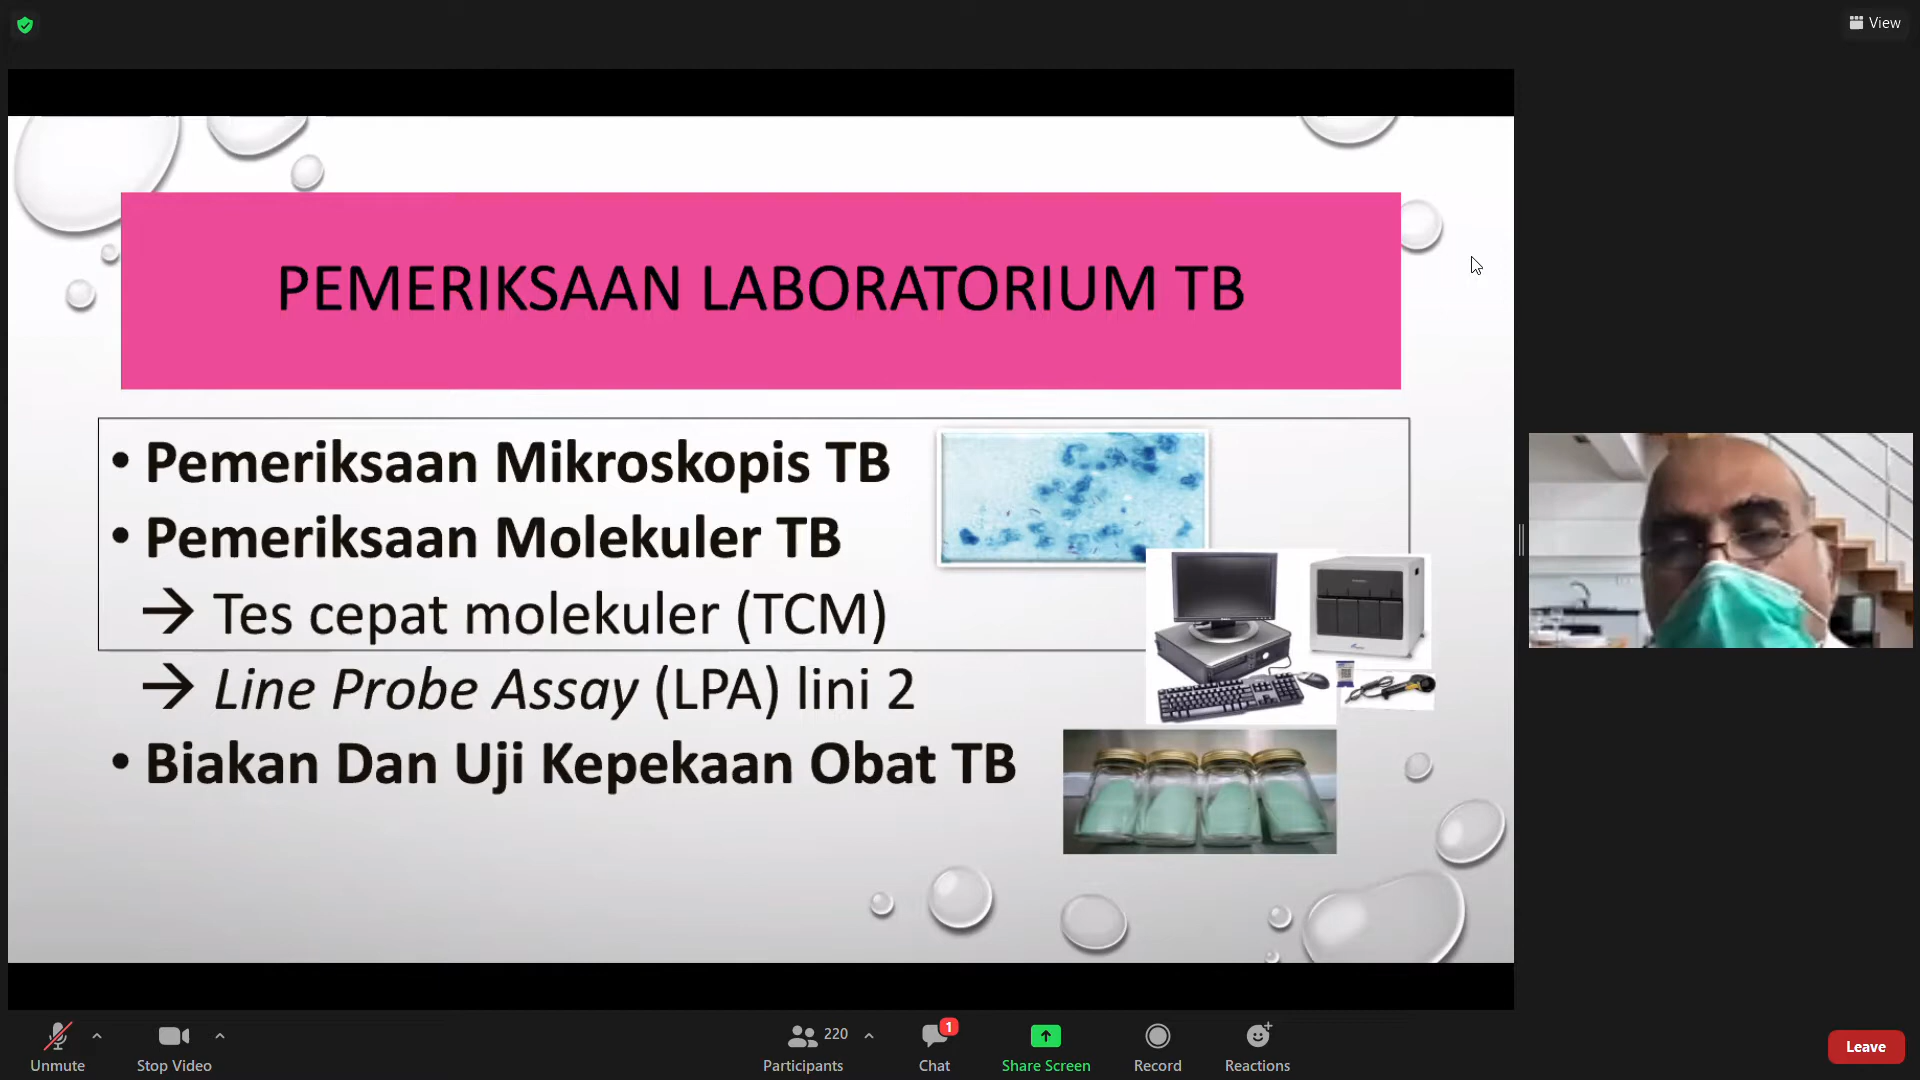 View
PEMERIKSAAN LABORATORIUM TB
• Pemeriksaan Mikroskopis TB
• Pemeriksaan Molekuler TB
→ Tes cepat molekuler (TCM)
→ Line Probe Assay (LPA) lini 2
• Biakan Dan Uji Kepekaan Obat TB
Unmute
Stop Video
220
Participants
1
Chat
Share Screen
Record
Reactions
Leave